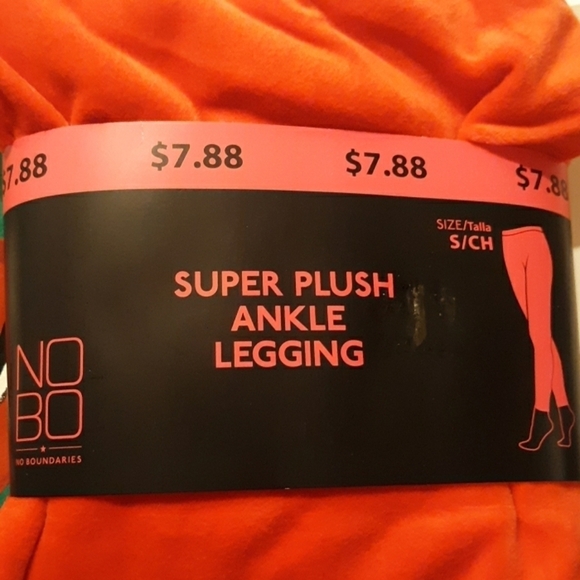 $7.88 $7.88 $7.88 $7.88
SIZE/Talla
S/CH
SUPER PLUSH
ANKLE
LEGGING
NO
BO
NO BOUNDARIES